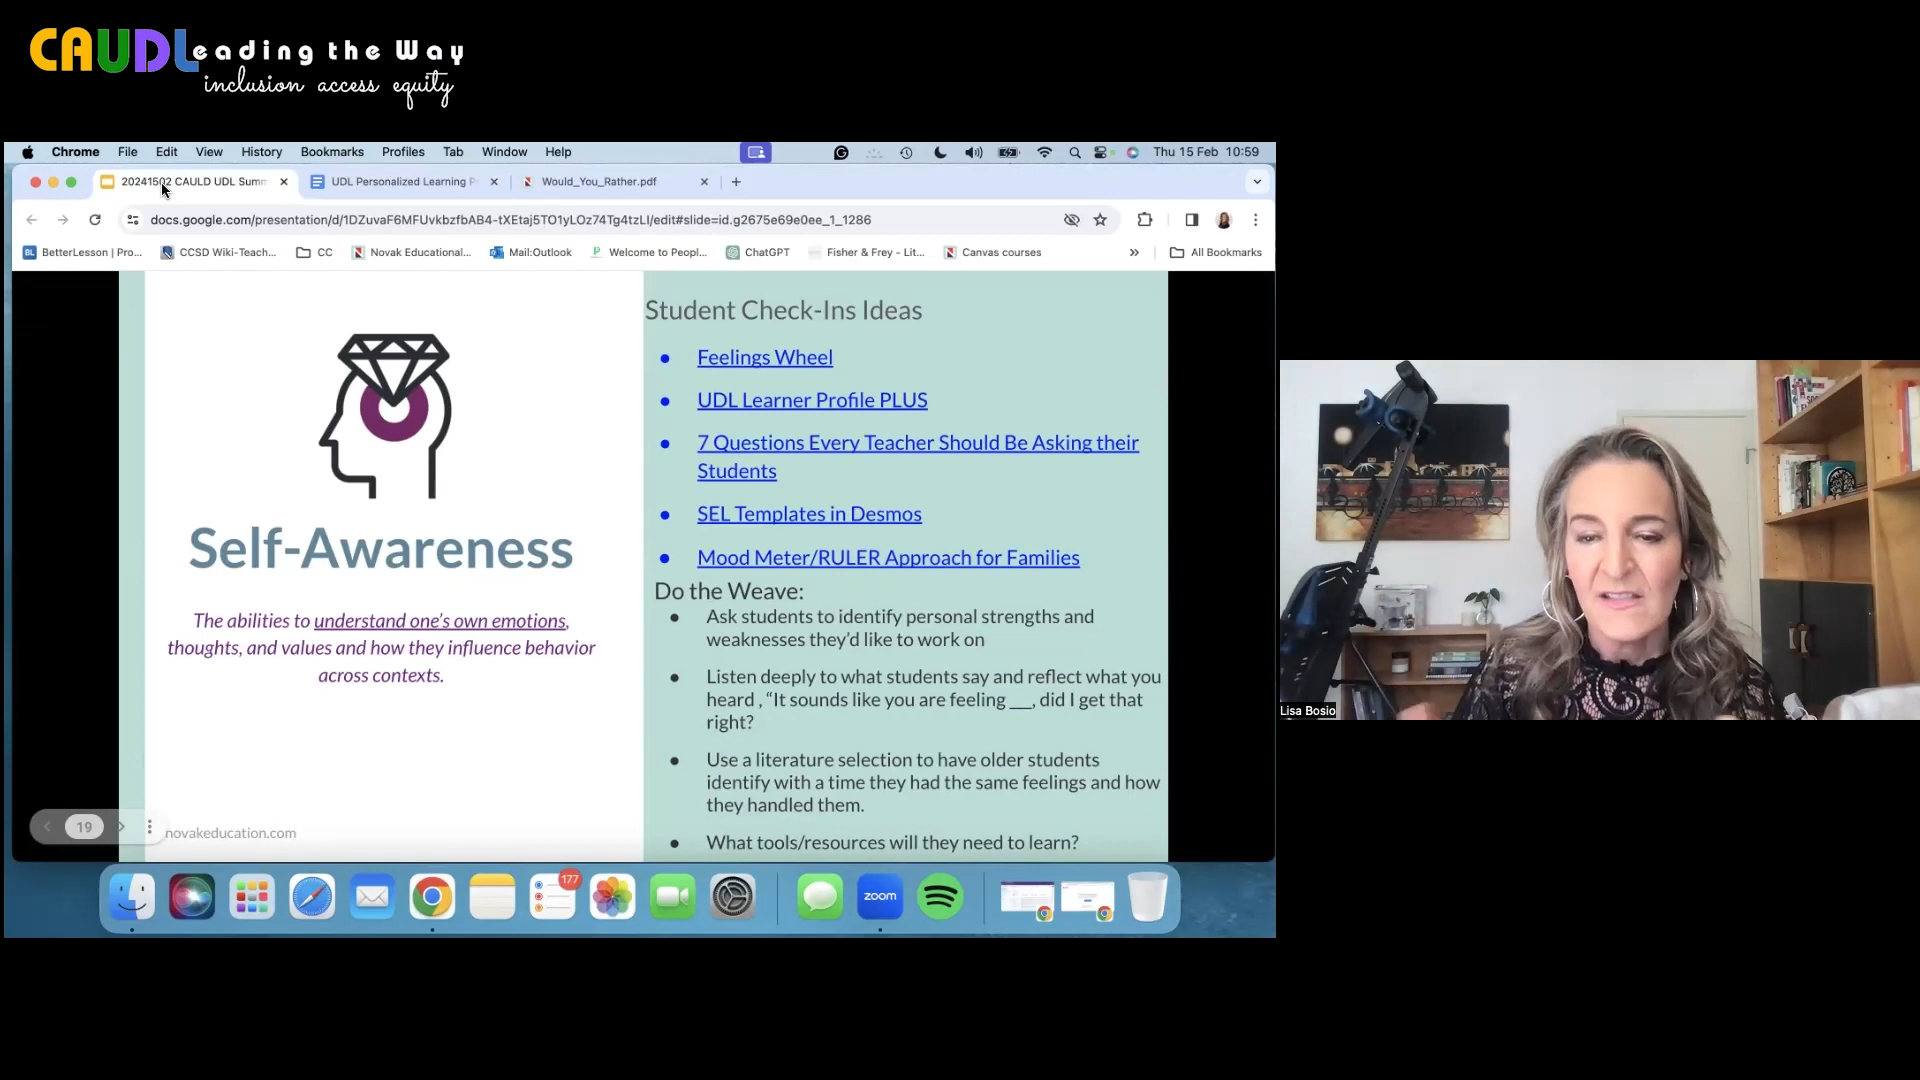 CAUDLeading the Way
inclusion access equity
Chrome File Edit View History Bookmarks Profiles Tab Window Help Thu 15 Feb 10:59
20241502 CAULD UDL Summ UDL Personalized Learning P Would_You_Rather.pdf
docs.google.com/presentation/d/1DZuvaF6MFUvkbzfbAB4-tXEtaj5TO1yLOz74Tg4tzLI/edit#slide=id.g2675e69e0ee_1_1286
BetterLesson | Pro... CCSD Wiki-Teach... CC Novak Educational... Mail:Outlook Welcome to Peopl... ChatGPT Fisher & Frey - Lit... Canvas courses » All Bookmarks
Self-Awareness
The abilities to understand one's own emotions,
thoughts, and values and how they influence behavior
across contexts.
19
novakeducation.com
Student Check-Ins Ideas
● Feelings Wheel
● UDL Learner Profile PLUS
● 7 Questions Every Teacher Should Be Asking their
Students
● SEL Templates in Desmos
● Mood Meter/RULER Approach for Families
Do the Weave:
● Ask students to identify personal strengths and
weaknesses they'd like to work on
● Listen deeply to what students say and reflect what you
heard , “It sounds like you are feeling ___, did I get that
right?
● Use a literature selection to have older students
identify with a time they had the same feelings and how
they handled them.
● What tools/resources will they need to learn?
177
zoom
Lisa Bosio